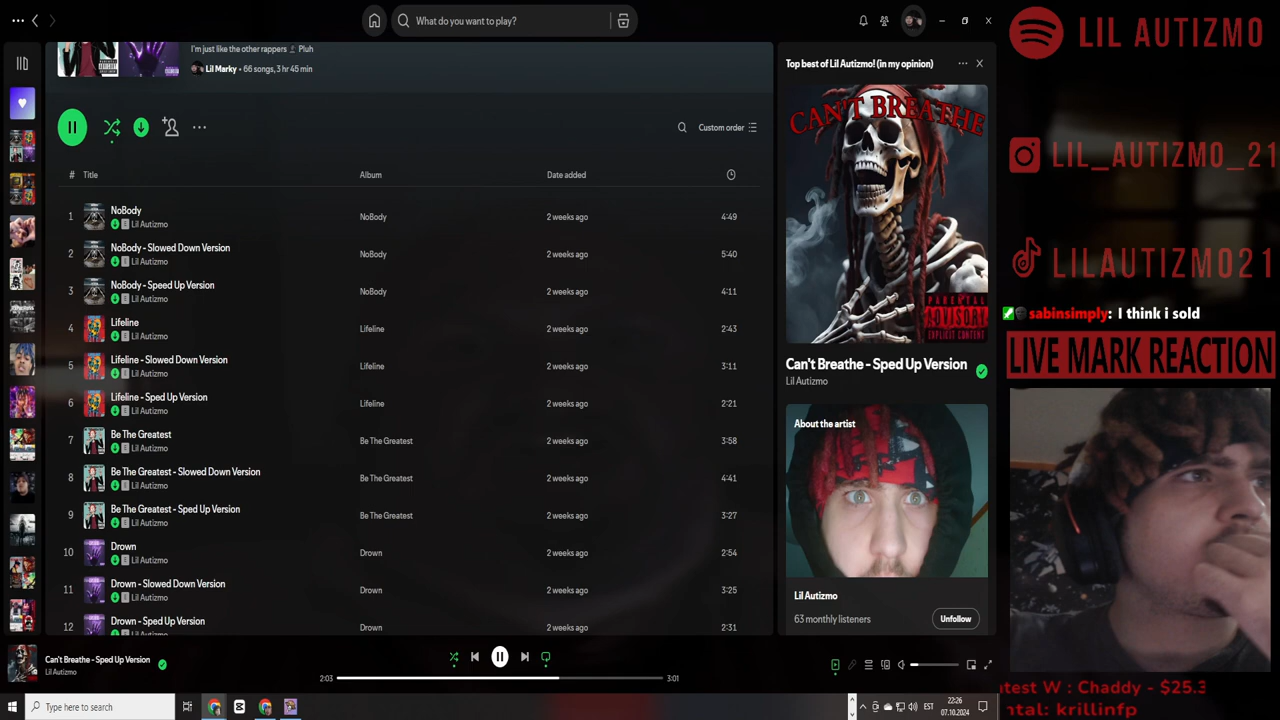 What do you want to play?
I'm just like the other rappers
Pluh
Lil Marky • 66 songs, 3 hr 45 min
Custom order
# Title Album Date added
1 NoBody NoBody 2 weeks ago 4:49
E Lil Autizmo
2 NoBody - Slowed Down Version NoBody 2 weeks ago 5:40
E Lil Autizmo
3 NoBody - Speed Up Version NoBody 2 weeks ago 4:11
E Lil Autizmo
4 Lifeline Lifeline 2 weeks ago 2:43
E Lil Autizmo
5 Lifeline - Slowed Down Version Lifeline 2 weeks ago 3:11
E Lil Autizmo
6 Lifeline - Sped Up Version Lifeline 2 weeks ago 2:21
E Lil Autizmo
7 Be The Greatest Be The Greatest 2 weeks ago 3:58
E Lil Autizmo
8 Be The Greatest - Slowed Down Version Be The Greatest 2 weeks ago 4:41
E Lil Autizmo
9 Be The Greatest - Sped Up Version Be The Greatest 2 weeks ago 3:27
E Lil Autizmo
10 Drown Drown 2 weeks ago 2:54
E Lil Autizmo
11 Drown - Slowed Down Version Drown 2 weeks ago 3:25
E Lil Autizmo
12 Drown - Sped Up Version Drown 2 weeks ago 2:31
Top best of Lil Autizmo! (in my opinion)
CAN'T BREATHE
PARENTAL
ADVISORY
EXPLICIT CONTENT
Can't Breathe - Sped Up Version
Lil Autizmo
About the artist
Lil Autizmo
63 monthly listeners
Unfollow
LIL AUTIZMO
LIL_AUTIZMO_21
LILAUTIZMO21
sabinsimply: I think i sold
LIVE MARK REACTION
Can't Breathe - Sped Up Version
Lil Autizmo
2:03
3:01
Type here to search
EST
22:26
07.10.2024
atest W : Chaddy - $25.3
ntal: krillinfp